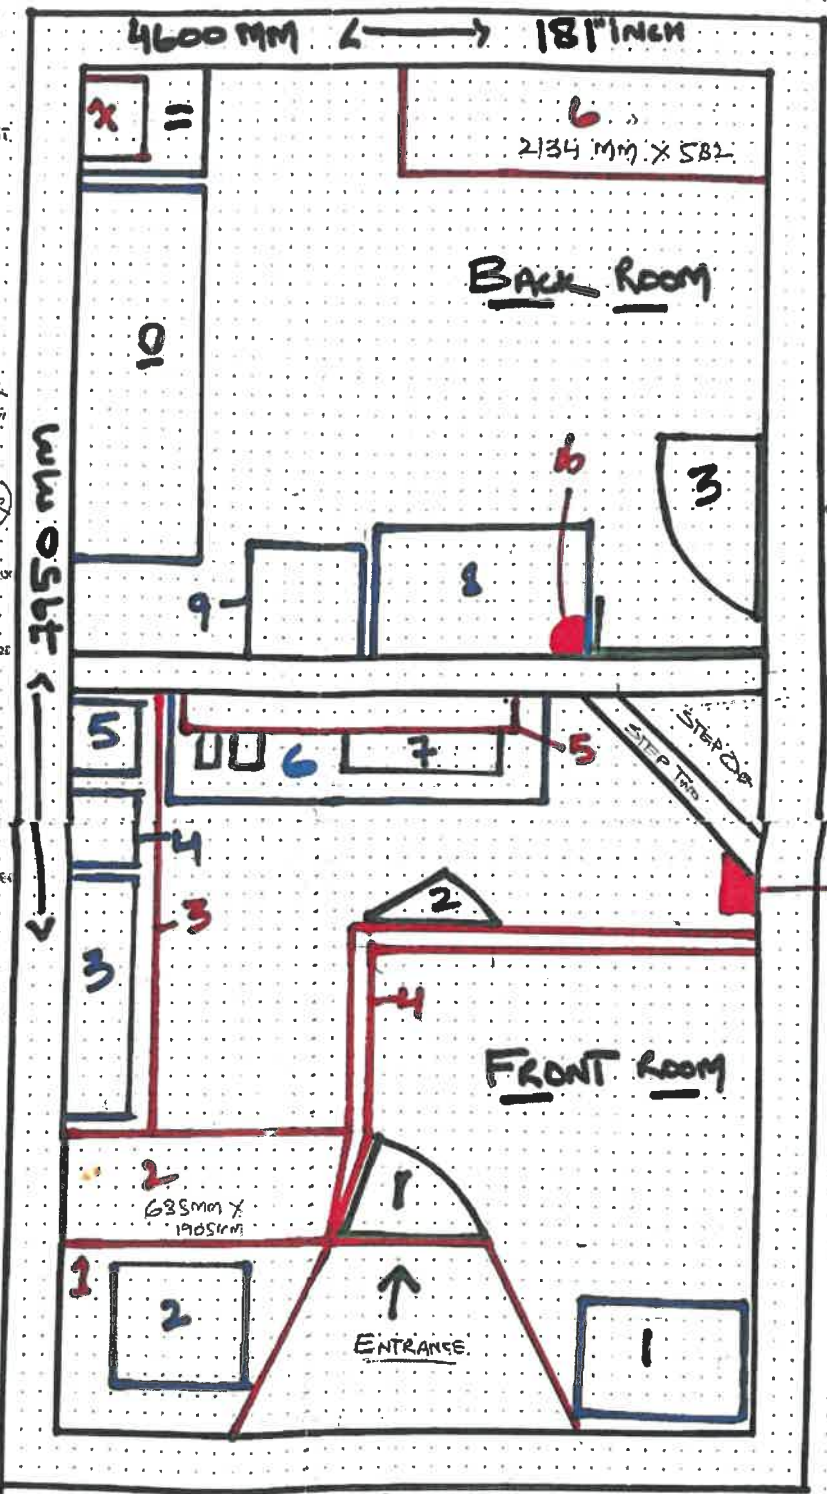 4600 MM <-----> 181" INCH
x =
6
2134 MM X 582
BACK ROOM
0
3
6
8
9
7950 MM
5
6
7
5
STEP ONE
STEP TWO
4
3
3
2
4
FRONT ROOM
2
635MM X
1905MM
1
1
2
ENTRANCE
1